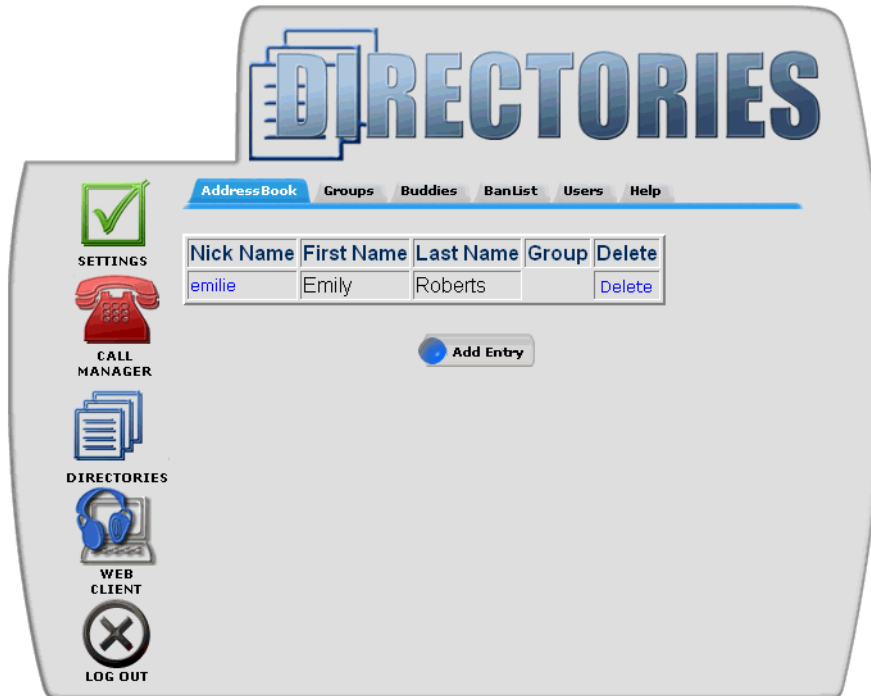 DIRECTORIES
AddressBook Groups Buddies BanList Users Help
SETTINGS
Nick Name First Name Last Name Group Delete
emilie Emily Roberts Delete
Add Entry
CALL
MANAGER
DIRECTORIES
WEB
CLIENT
LOG OUT